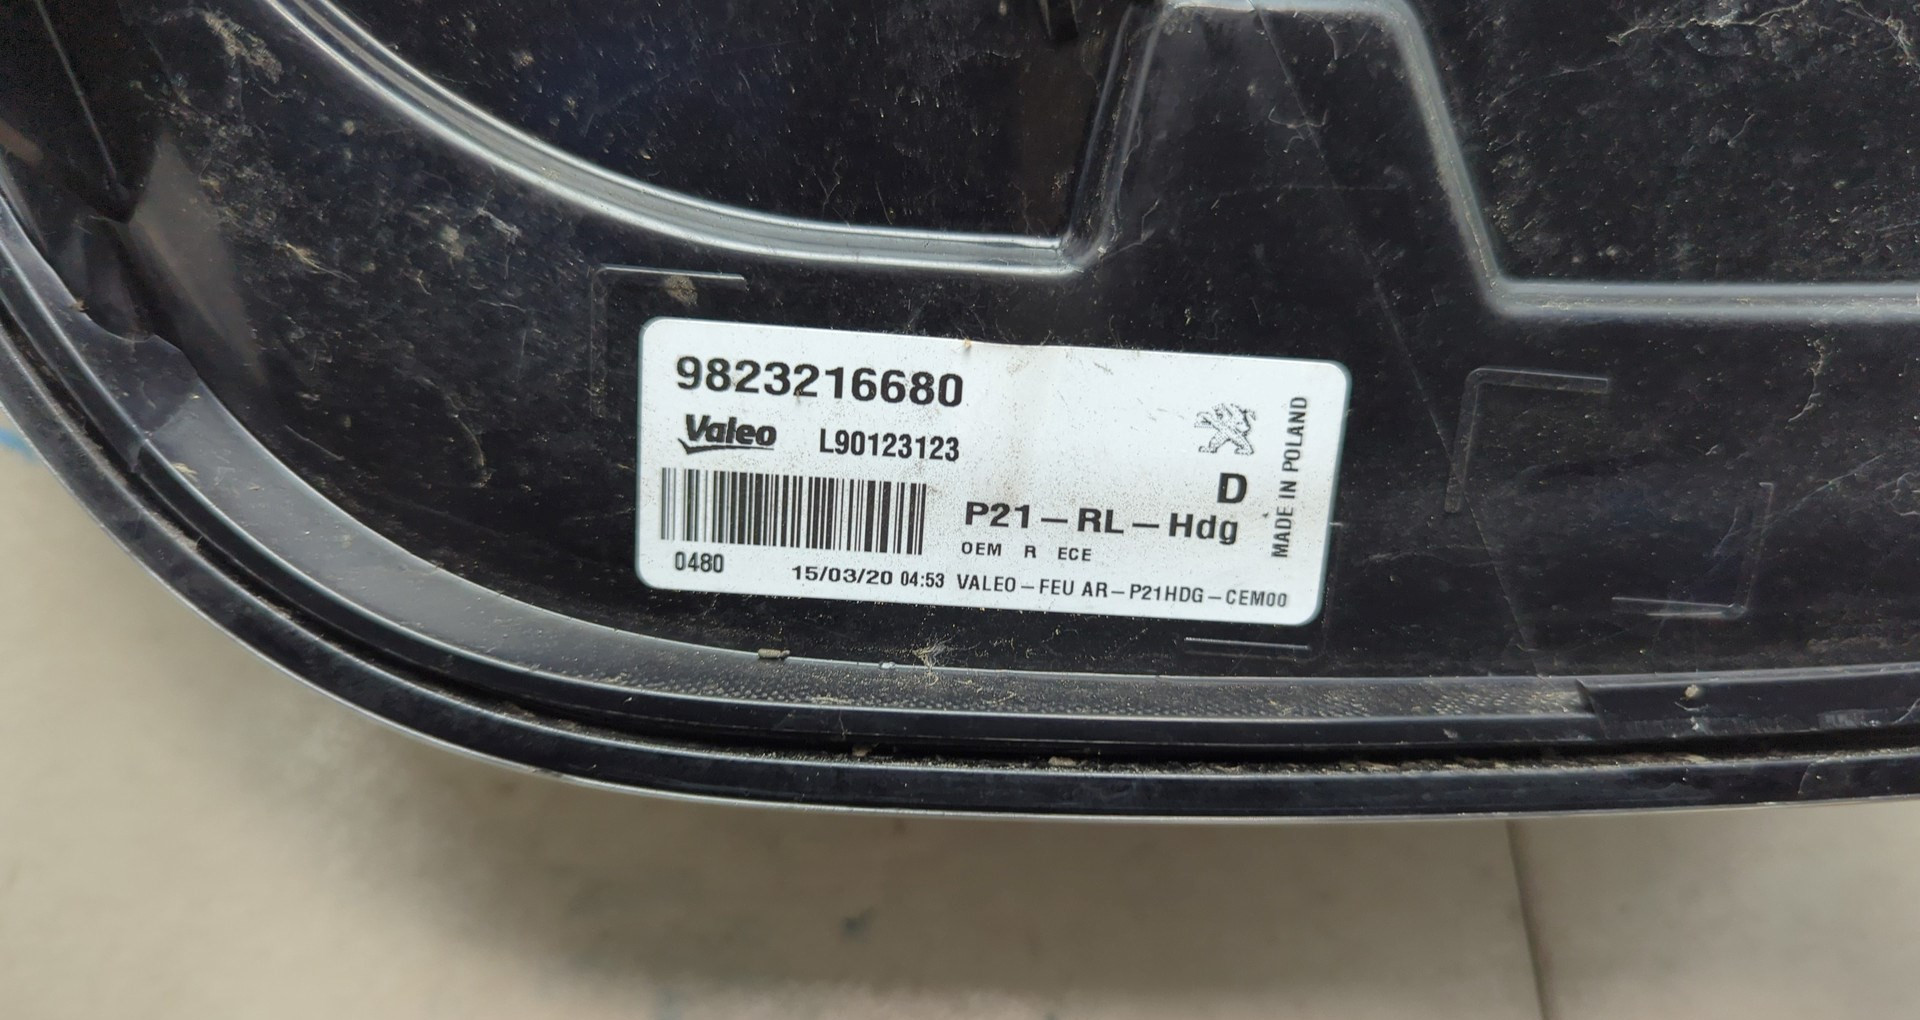 9823216680
Valeo L90123123
D
P21-RL-Hdg
OEM R ECE
0480
15/03/20 04:53 VALEO-FEU AR-P21HDG-CEM00
MADE IN POLAND